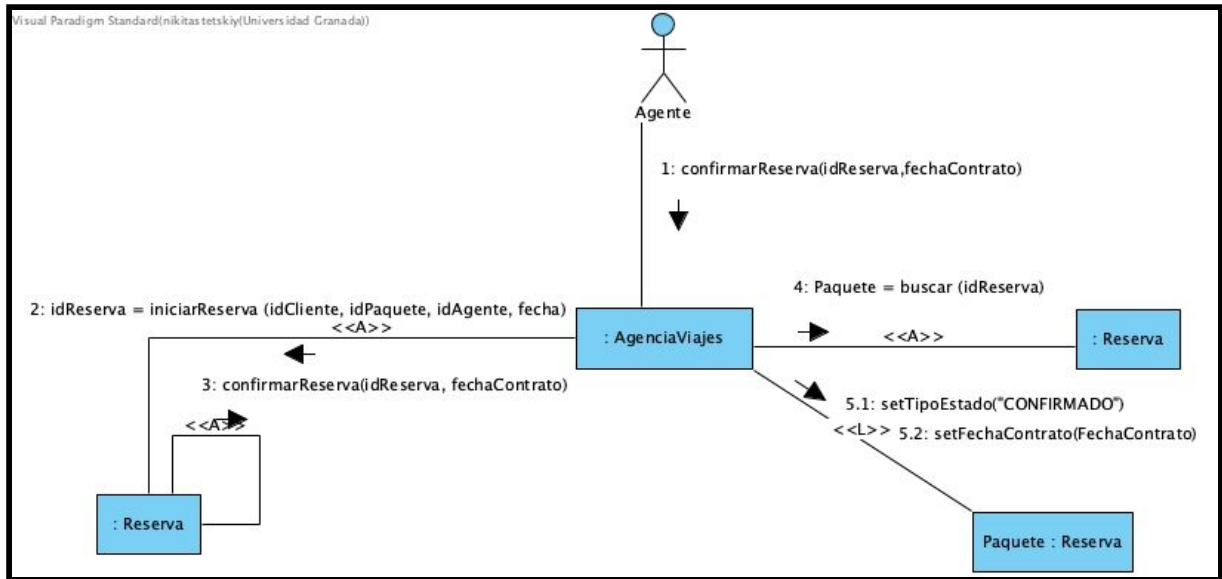 Visual Paradigm Standard(nikitastetskiy(Universidad Granada))
Agente
1: confirmarReserva(idReserva,fechaContrato)
4: Paquete = buscar (idReserva)
2: idReserva = iniciarReserva (idCliente, idPaquete, idAgente, fecha)
<<A>>
: AgenciaViajes
<<A>>
: Reserva
3: confirmarReserva(idReserva, fechaContrato)
<<A>>
5.1: setTipoEstado("CONFIRMADO")
<<L>>
5.2: setFechaContrato(FechaContrato)
: Reserva
Paquete : Reserva